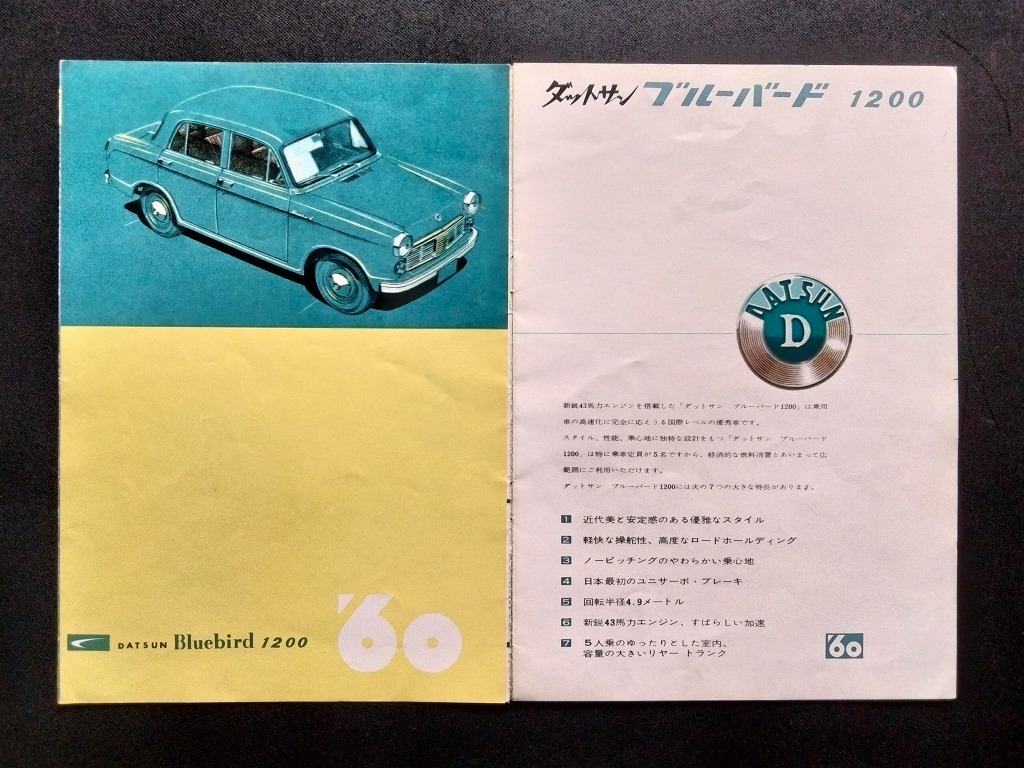 DATSUN Bluebird 1200
'60
ダットサン ブルーバード 1200
DATSUN
D
新鋭43馬力エンジンを搭載した「ダットサン ブルーバード1200」は乗用
車の高速化に完全に応えうる国際レベルの優秀車です。
スタイル、性能、乗心地に独特な設計をもつ「ダットサン ブルーバード
1200」は特に乗車定員が5名ですから、経済的な燃料消費とあいまって広
範囲にご利用いただけます。
ダットサン ブルーバード1200には次の7つの大きな特長があります。
1 近代美と安定感のある優雅なスタイル
2 軽快な操舵性、高度なロードホールディング
3 ノーピッチングのやわらかい乗心地
4 日本最初のユニサーボ・ブレーキ
5 回転半径4.9メートル
6 新鋭43馬力エンジン、すばらしい加速
7 5人乗のゆったりとした室内、
容量の大きいリヤー トランク
'60